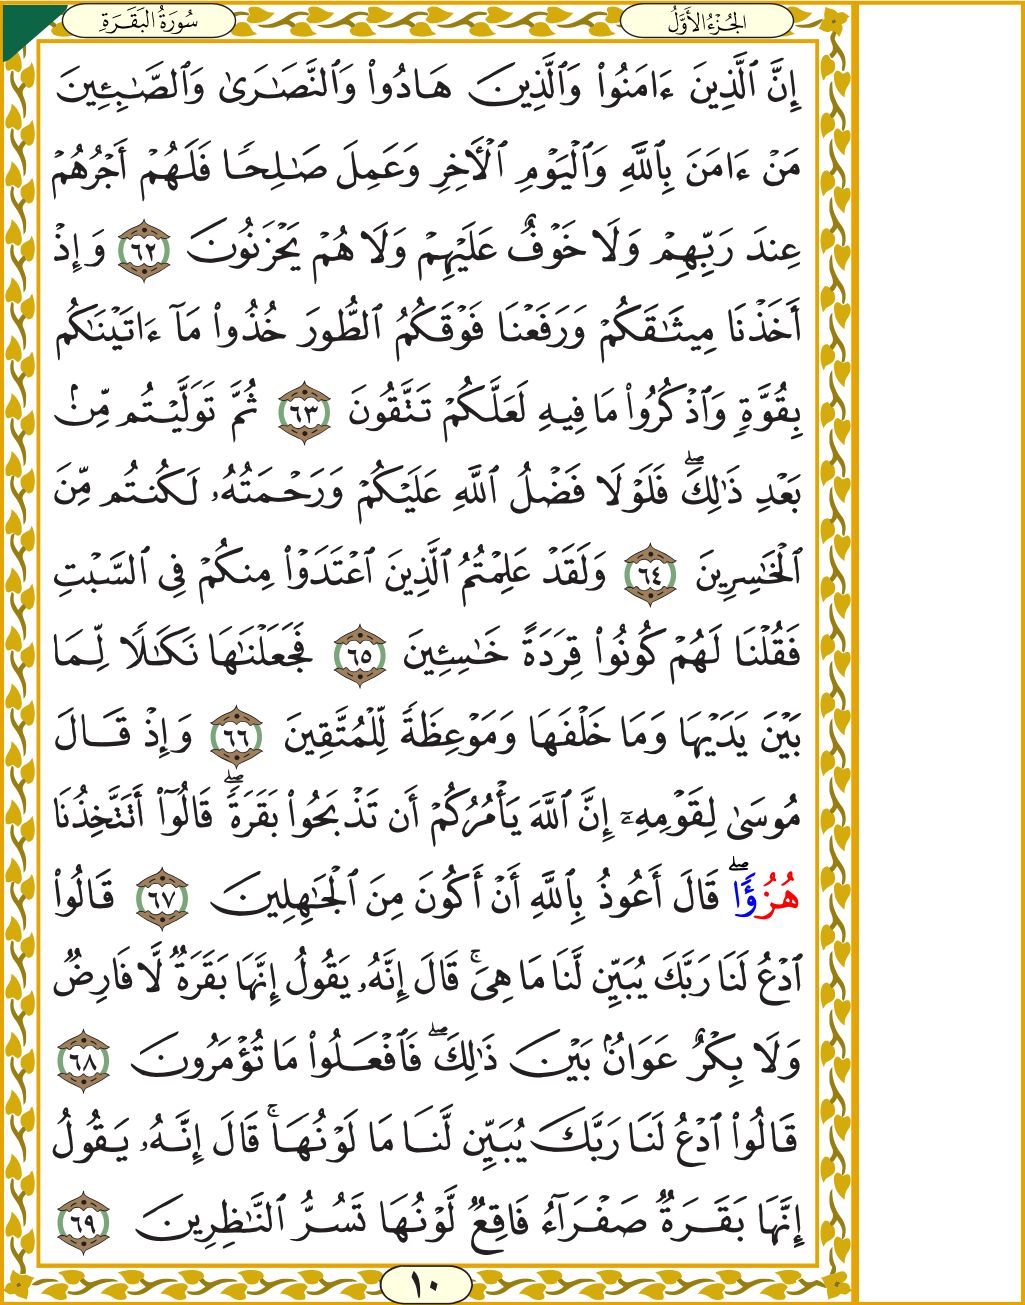 سُورَةُ البَقَرَةِ
الجُزْءُ الأَوَّلُ
إِنَّ ٱلَّذِينَ ءَامَنُوا۟ وَٱلَّذِينَ هَادُوا۟ وَٱلنَّصَـٰرَىٰ وَٱلصَّـٰبِـِٔينَ
مَنْ ءَامَنَ بِٱللَّهِ وَٱلْيَوْمِ ٱلْـَٔاخِرِ وَعَمِلَ صَـٰلِحًا فَلَهُمْ أَجْرُهُمْ
عِندَ رَبِّهِمْ وَلَا خَوْفٌ عَلَيْهِمْ وَلَا هُمْ يَحْزَنُونَ ٦٢ وَإِذْ
أَخَذْنَا مِيثَـٰقَكُمْ وَرَفَعْنَا فَوْقَكُمُ ٱلطُّورَ خُذُوا۟ مَآ ءَاتَيْنَـٰكُم
بِقُوَّةٍ وَٱذْكُرُوا۟ مَا فِيهِ لَعَلَّكُمْ تَتَّقُونَ ٦٣ ثُمَّ تَوَلَّيْتُم مِّنۢ
بَعْدِ ذَٰلِكَ ۖ فَلَوْلَا فَضْلُ ٱللَّهِ عَلَيْكُمْ وَرَحْمَتُهُۥ لَكُنتُم مِّنَ
ٱلْخَـٰسِرِينَ ٦٤ وَلَقَدْ عَلِمْتُمُ ٱلَّذِينَ ٱعْتَدَوْا۟ مِنكُمْ فِى ٱلسَّبْتِ
فَقُلْنَا لَهُمْ كُونُوا۟ قِرَدَةً خَـٰسِـِٔينَ ٦٥ فَجَعَلْنَـٰهَا نَكَـٰلًا لِّمَا
بَيْنَ يَدَيْهَا وَمَا خَلْفَهَا وَمَوْعِظَةً لِّلْمُتَّقِينَ ٦٦ وَإِذْ قَالَ
مُوسَىٰ لِقَوْمِهِۦٓ إِنَّ ٱللَّهَ يَأْمُرُكُمْ أَن تَذْبَحُوا۟ بَقَرَةً ۖ قَالُوٓا۟ أَتَتَّخِذُنَا
هُزُؤًا ۖ قَالَ أَعُوذُ بِٱللَّهِ أَنْ أَكُونَ مِنَ ٱلْجَـٰهِلِينَ ٦٧ قَالُوا۟
ٱدْعُ لَنَا رَبَّكَ يُبَيِّن لَّنَا مَا هِىَ ۚ قَالَ إِنَّهُۥ يَقُولُ إِنَّهَا بَقَرَةٌ لَّا فَارِضٌ
وَلَا بِكْرٌ عَوَانٌۢ بَيْنَ ذَٰلِكَ ۖ فَٱفْعَلُوا۟ مَا تُؤْمَرُونَ ٦٨
قَالُوا۟ ٱدْعُ لَنَا رَبَّكَ يُبَيِّن لَّنَا مَا لَوْنُهَا ۚ قَالَ إِنَّهُۥ يَقُولُ
إِنَّهَا بَقَرَةٌ صَفْرَآءُ فَاقِعٌ لَّوْنُهَا تَسُرُّ ٱلنَّـٰظِرِينَ ٦٩
١٠